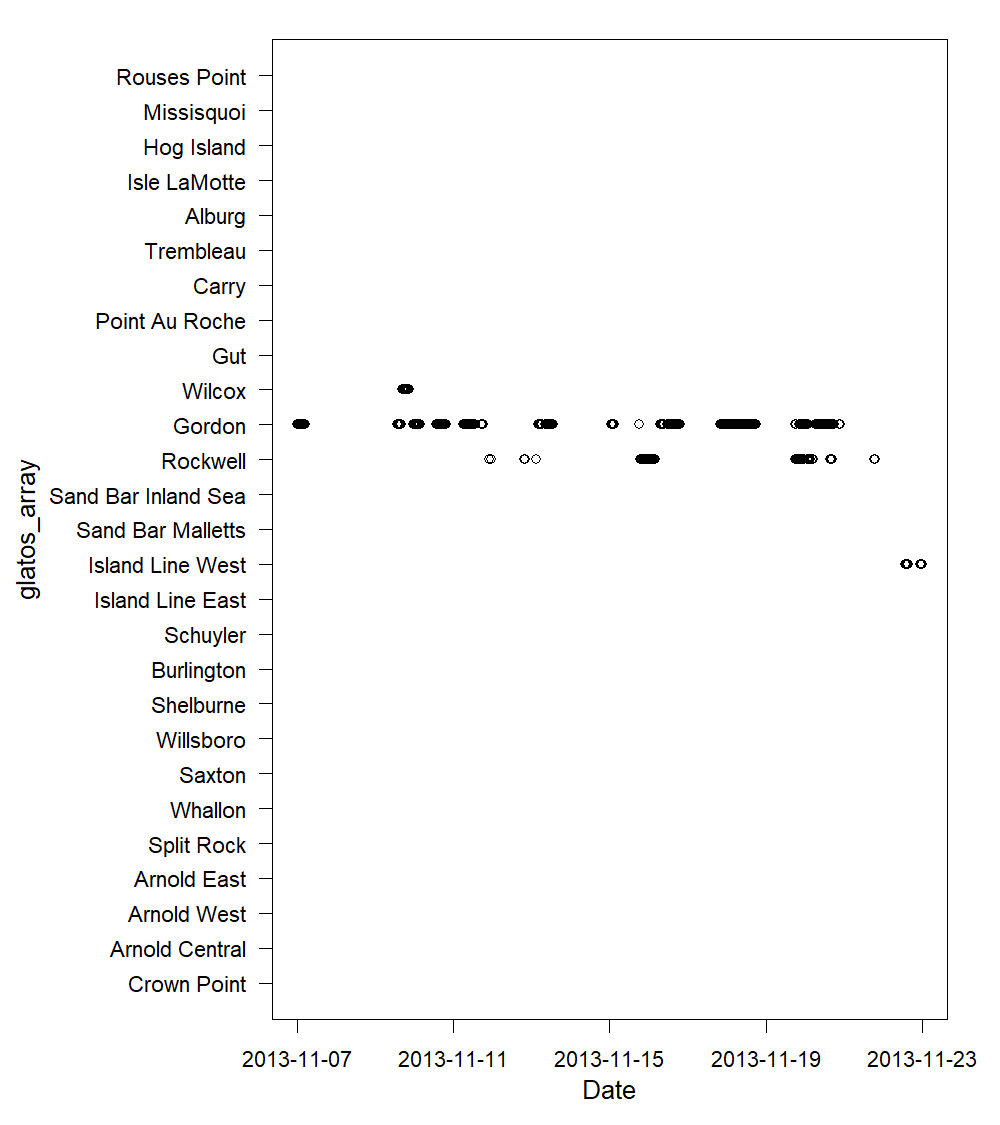 Rouses Point
Missisquoi
Hog Island
Isle LaMotte
Alburg
Trembleau
Carry
Point Au Roche
Gut
Wilcox
Gordon
Rockwell
Sand Bar Inland Sea
Sand Bar Malletts
Island Line West
Island Line East
Schuyler
Burlington
Shelburne
Willsboro
Saxton
Whallon
Split Rock
Arnold East
Arnold West
Arnold Central
Crown Point
glatos_array
2013-11-07 2013-11-11 2013-11-15 2013-11-19 2013-11-23
Date